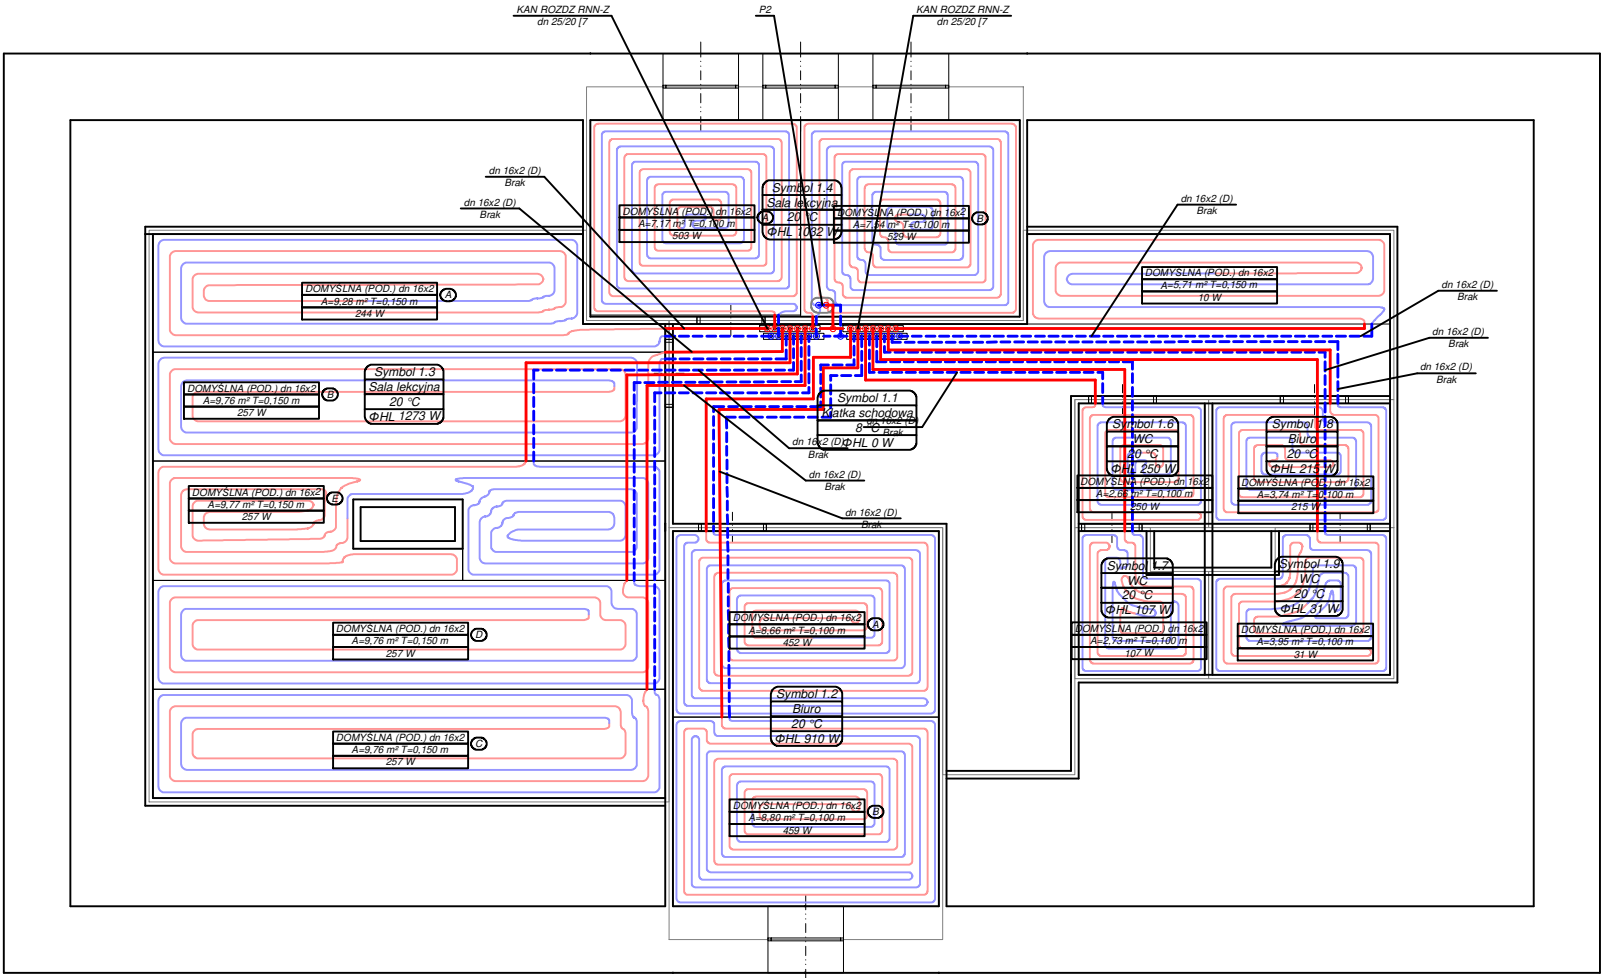 KAN ROZDZ RNN-Z
dn 25/20 [7
P2
KAN ROZDZ RNN-Z
dn 25/20 [7
dn 16x2 (D)
Brak
dn 16x2 (D)
Brak
dn 16x2 (D)
Brak
Symbol 1.4
Sala lekcyjna
20 °C
ΦHL 1032 W
DOMYŚLNA (POD.) dn 16x2
A=7,17 m² T=0,100 m
503 W
A
DOMYŚLNA (POD.) dn 16x2
A=7,54 m² T=0,100 m
529 W
B
DOMYŚLNA (POD.) dn 16x2
A=5,71 m² T=0,150 m
10 W
dn 16x2 (D)
Brak
DOMYŚLNA (POD.) dn 16x2
A=9,28 m² T=0,150 m
244 W
A
dn 16x2 (D)
Brak
dn 16x2 (D)
Brak
Symbol 1.3
Sala lekcyjna
20 °C
ΦHL 1273 W
DOMYŚLNA (POD.) dn 16x2
A=9,76 m² T=0,150 m
257 W
B
Symbol 1.1
Klatka schodowa
8 °C
ΦHL 0 W
Brak
dn 16x2 (D)
Brak
dn 16x2 (D)
Brak
dn 16x2 (D)
Brak
Symbol 1.6
WC
20 °C
ΦHL 250 W
DOMYŚLNA (POD.) dn 16x2
A=2,66 m² T=0,100 m
250 W
Symbol 1.8
Biuro
20 °C
ΦHL 215 W
DOMYŚLNA (POD.) dn 16x2
A=3,74 m² T=0,100 m
215 W
DOMYŚLNA (POD.) dn 16x2
A=9,77 m² T=0,150 m
257 W
E
Symbol 1.7
WC
20 °C
ΦHL 107 W
DOMYŚLNA (POD.) dn 16x2
A=2,73 m² T=0,100 m
107 W
Symbol 1.9
WC
20 °C
ΦHL 31 W
DOMYŚLNA (POD.) dn 16x2
A=3,95 m² T=0,100 m
31 W
DOMYŚLNA (POD.) dn 16x2
A=9,76 m² T=0,150 m
257 W
D
DOMYŚLNA (POD.) dn 16x2
A=8,66 m² T=0,100 m
452 W
A
Symbol 1.2
Biuro
20 °C
ΦHL 910 W
DOMYŚLNA (POD.) dn 16x2
A=9,76 m² T=0,150 m
257 W
C
DOMYŚLNA (POD.) dn 16x2
A=8,80 m² T=0,100 m
459 W
B